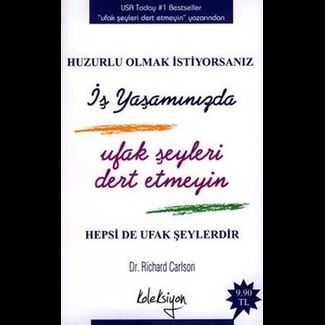 USA Today #1 Bestseller
"ufak şeyleri dert etmeyin" yazarından
HUZURLU OLMAK İSTİYORSANIZ
İş Yaşamınızda
ufak şeyleri
dert etmeyin
HEPSİ DE UFAK ŞEYLERDİR
Dr. Richard Carlson
Koleksiyon
9,90
TL